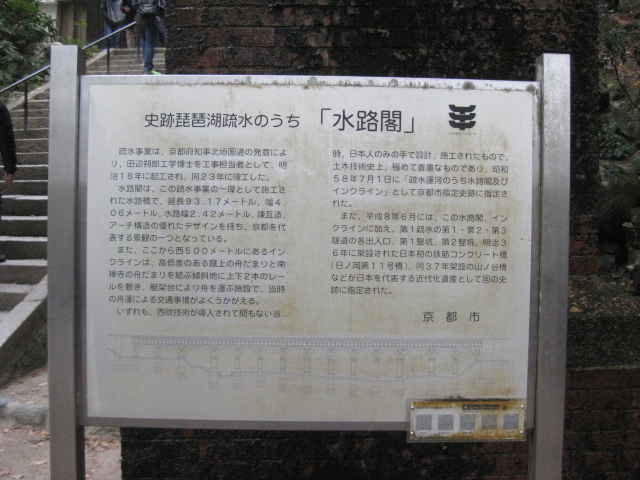 史跡琵琶湖疏水のうち「水路閣」
疏水事業は、京都府知事北垣国道の発意によ
り、田辺朔郎工学博士を工事担当者として、明
治18年に起工され、同23年に竣工した。
水路閣は、この疏水事業の一環として施工さ
れた水路橋で、延長93.17メートル、幅4
.06メートル、水路幅2.42メートル、煉瓦造、
アーチ構造の優れたデザインを持ち、京都を代
表する景観の一つとなっている。
また、ここから西500メートルにあるイン
クラインは、高低差のある蹴上の舟だまりと南
禅寺の舟だまりを結ぶ傾斜地に上下2本のレー
ルを敷き、艇架台により舟を運ぶ施設で、当時
の舟運による交通事情がよくうかがえる。
いずれも、西欧技術が導入されて間もない当
時、日本人のみの手で設計、施工されたもので、
土木技術史上、極めて貴重なものであり、昭和
58年7月1日に「疏水運河のうち水路閣及び
インクライン」として京都市指定史跡に指定さ
れた。
また、平成8年6月には、この水路閣、イン
クラインに加え、第1疏水の第1・第2・第3
隧道の各出入口、第1竪坑、第2竪坑、明治3
6年に架設された日本初の鉄筋コンクリート橋
(日ノ岡第11号橋)、同37年架設の山ノ谷橋
などが日本を代表する近代化遺産として国の史
跡に指定された。
京都市